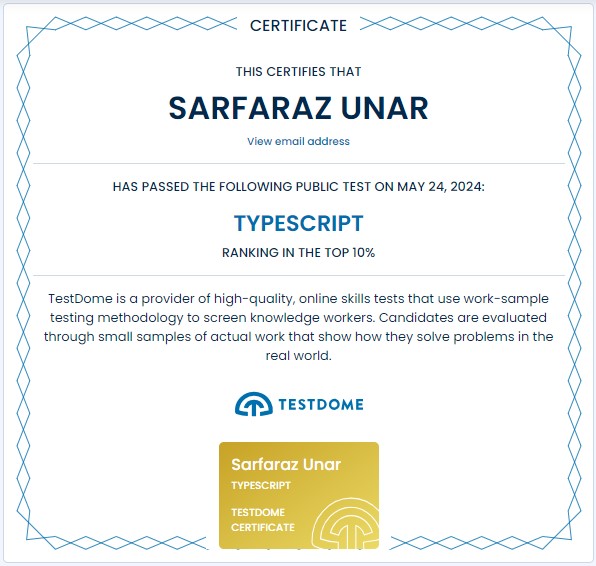 CERTIFICATE
THIS CERTIFIES THAT
SARFARAZ UNAR
View email address
HAS PASSED THE FOLLOWING PUBLIC TEST ON MAY 24, 2024:
TYPESCRIPT
RANKING IN THE TOP 10%
TestDome is a provider of high-quality, online skills tests that use work-sample
testing methodology to screen knowledge workers. Candidates are evaluated
through small samples of actual work that show how they solve problems in the
real world.
TESTDOME
Sarfaraz Unar
TYPESCRIPT
TESTDOME
CERTIFICATE